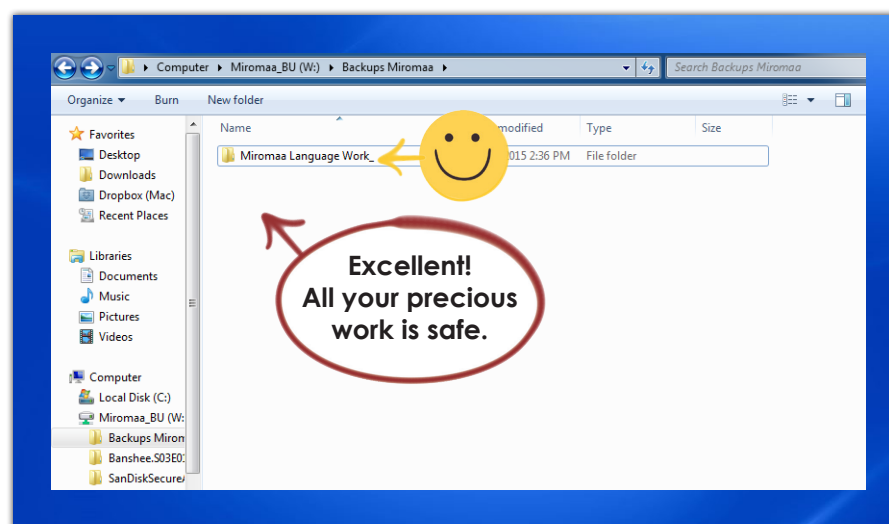 Computer Miromaa_BU (W:) Backups Miromaa
Search Backups Miromaa
Organize Burn New folder
Name modified Type Size
Miromaa Language Work_ 2015 2:36 PM File folder
Favorites
Desktop
Downloads
Dropbox (Mac)
Recent Places
Libraries
Documents
Music
Pictures
Videos
Computer
Local Disk (C:)
Miromaa_BU (W:
Backups Mirom
Banshee.S03E01
SanDiskSecureA
Excellent!
All your precious
work is safe.